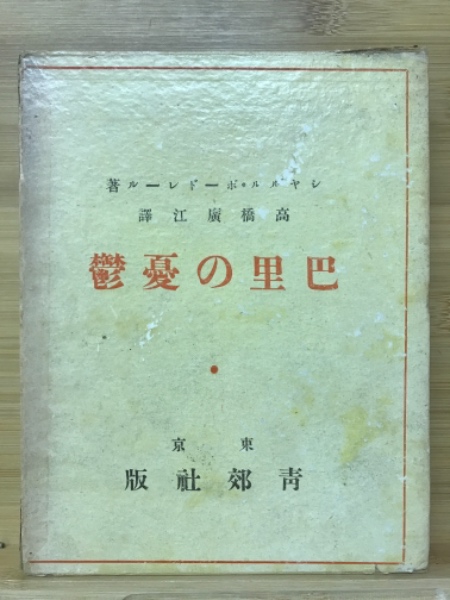 シヤルル・ボードレール著
高橋廣江譯
巴里の憂鬱
東京
青郊社版